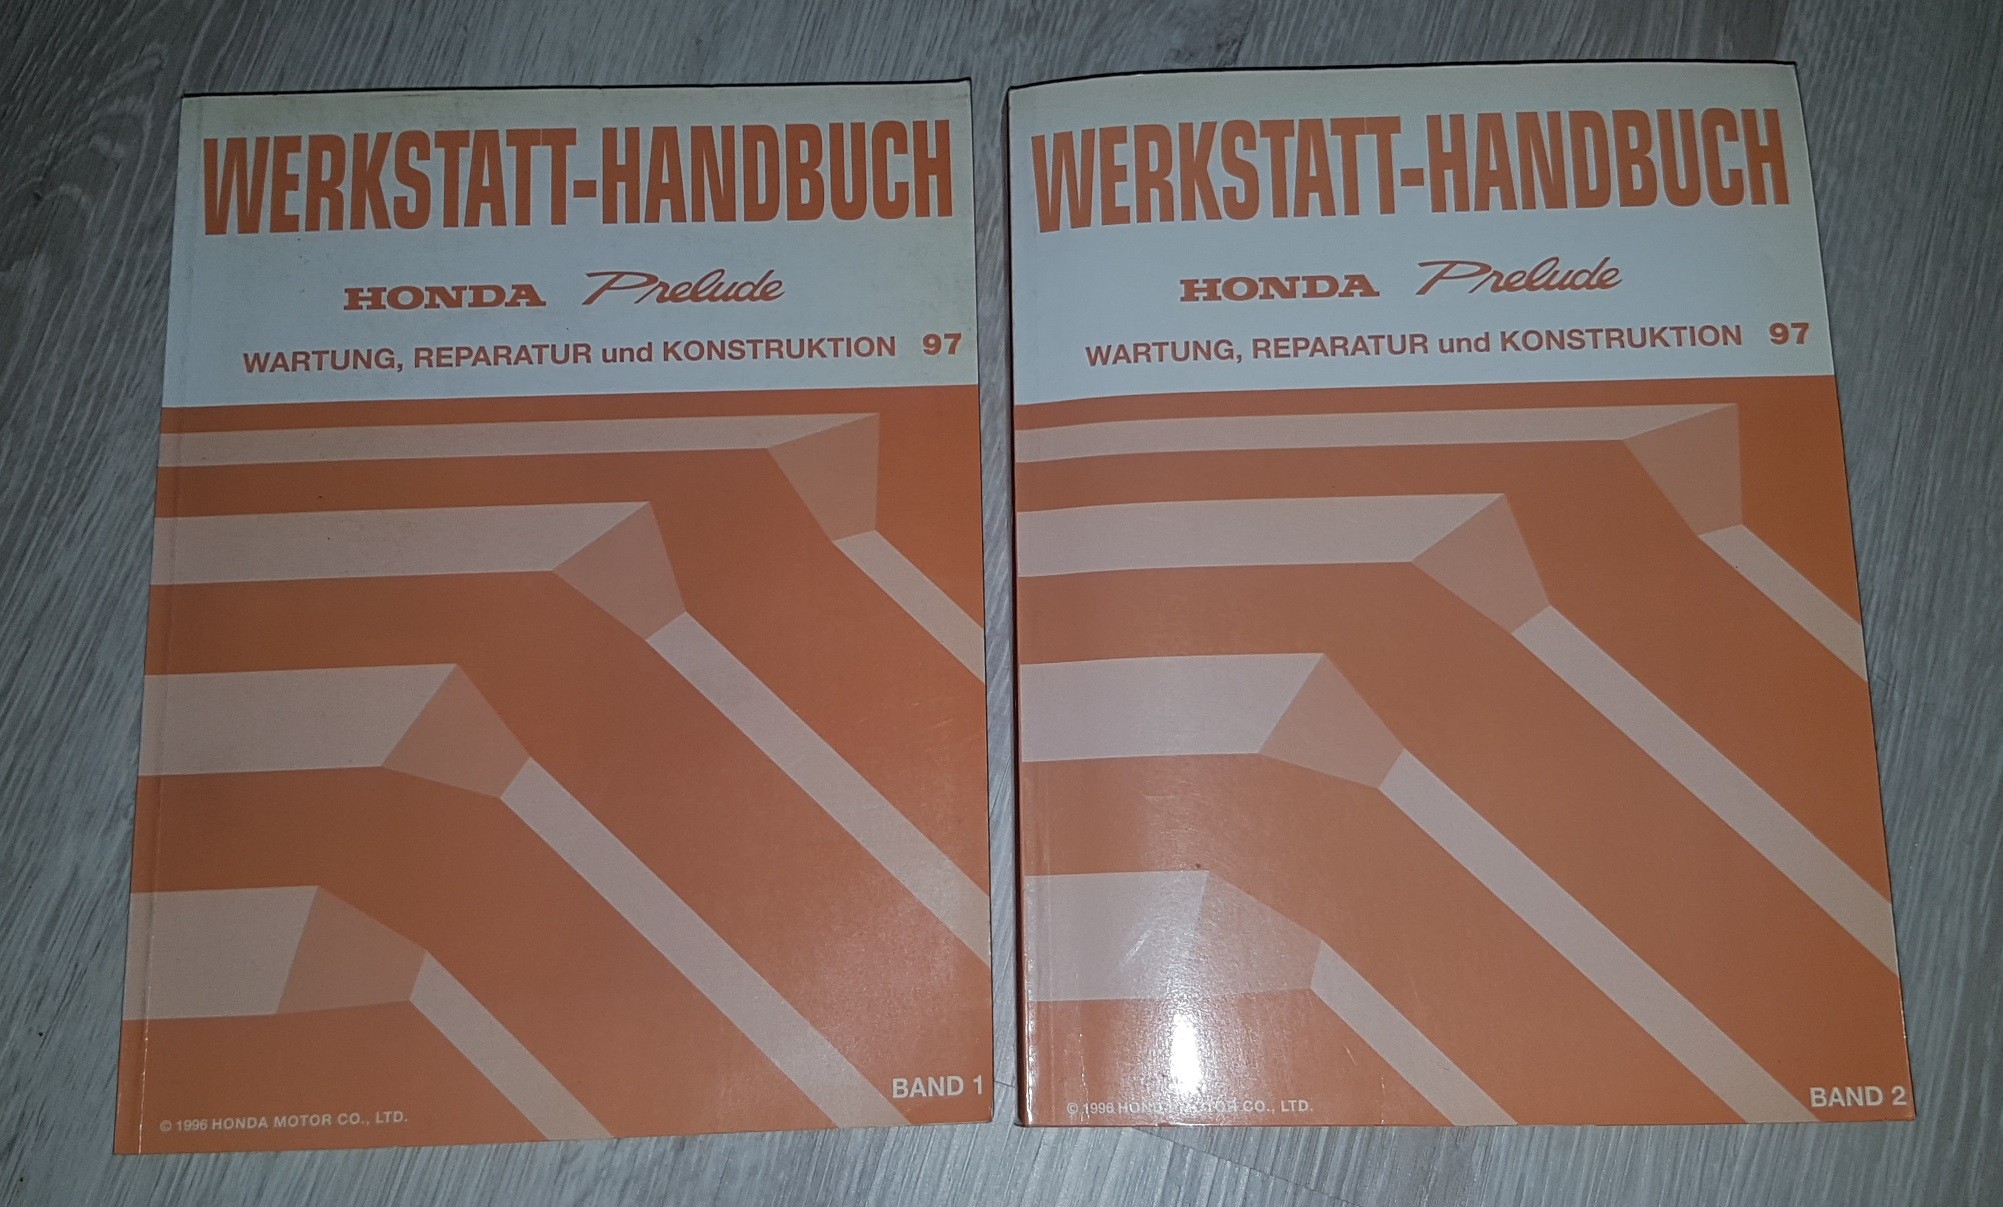 WERKSTATT-HANDBUCH
HONDA Prelude
WARTUNG, REPARATUR und KONSTRUKTION 97
BAND 1
© 1996 HONDA MOTOR CO., LTD.
WERKSTATT-HANDBUCH
HONDA Prelude
WARTUNG, REPARATUR und KONSTRUKTION 97
BAND 2
© 1996 HONDA MOTOR CO., LTD.